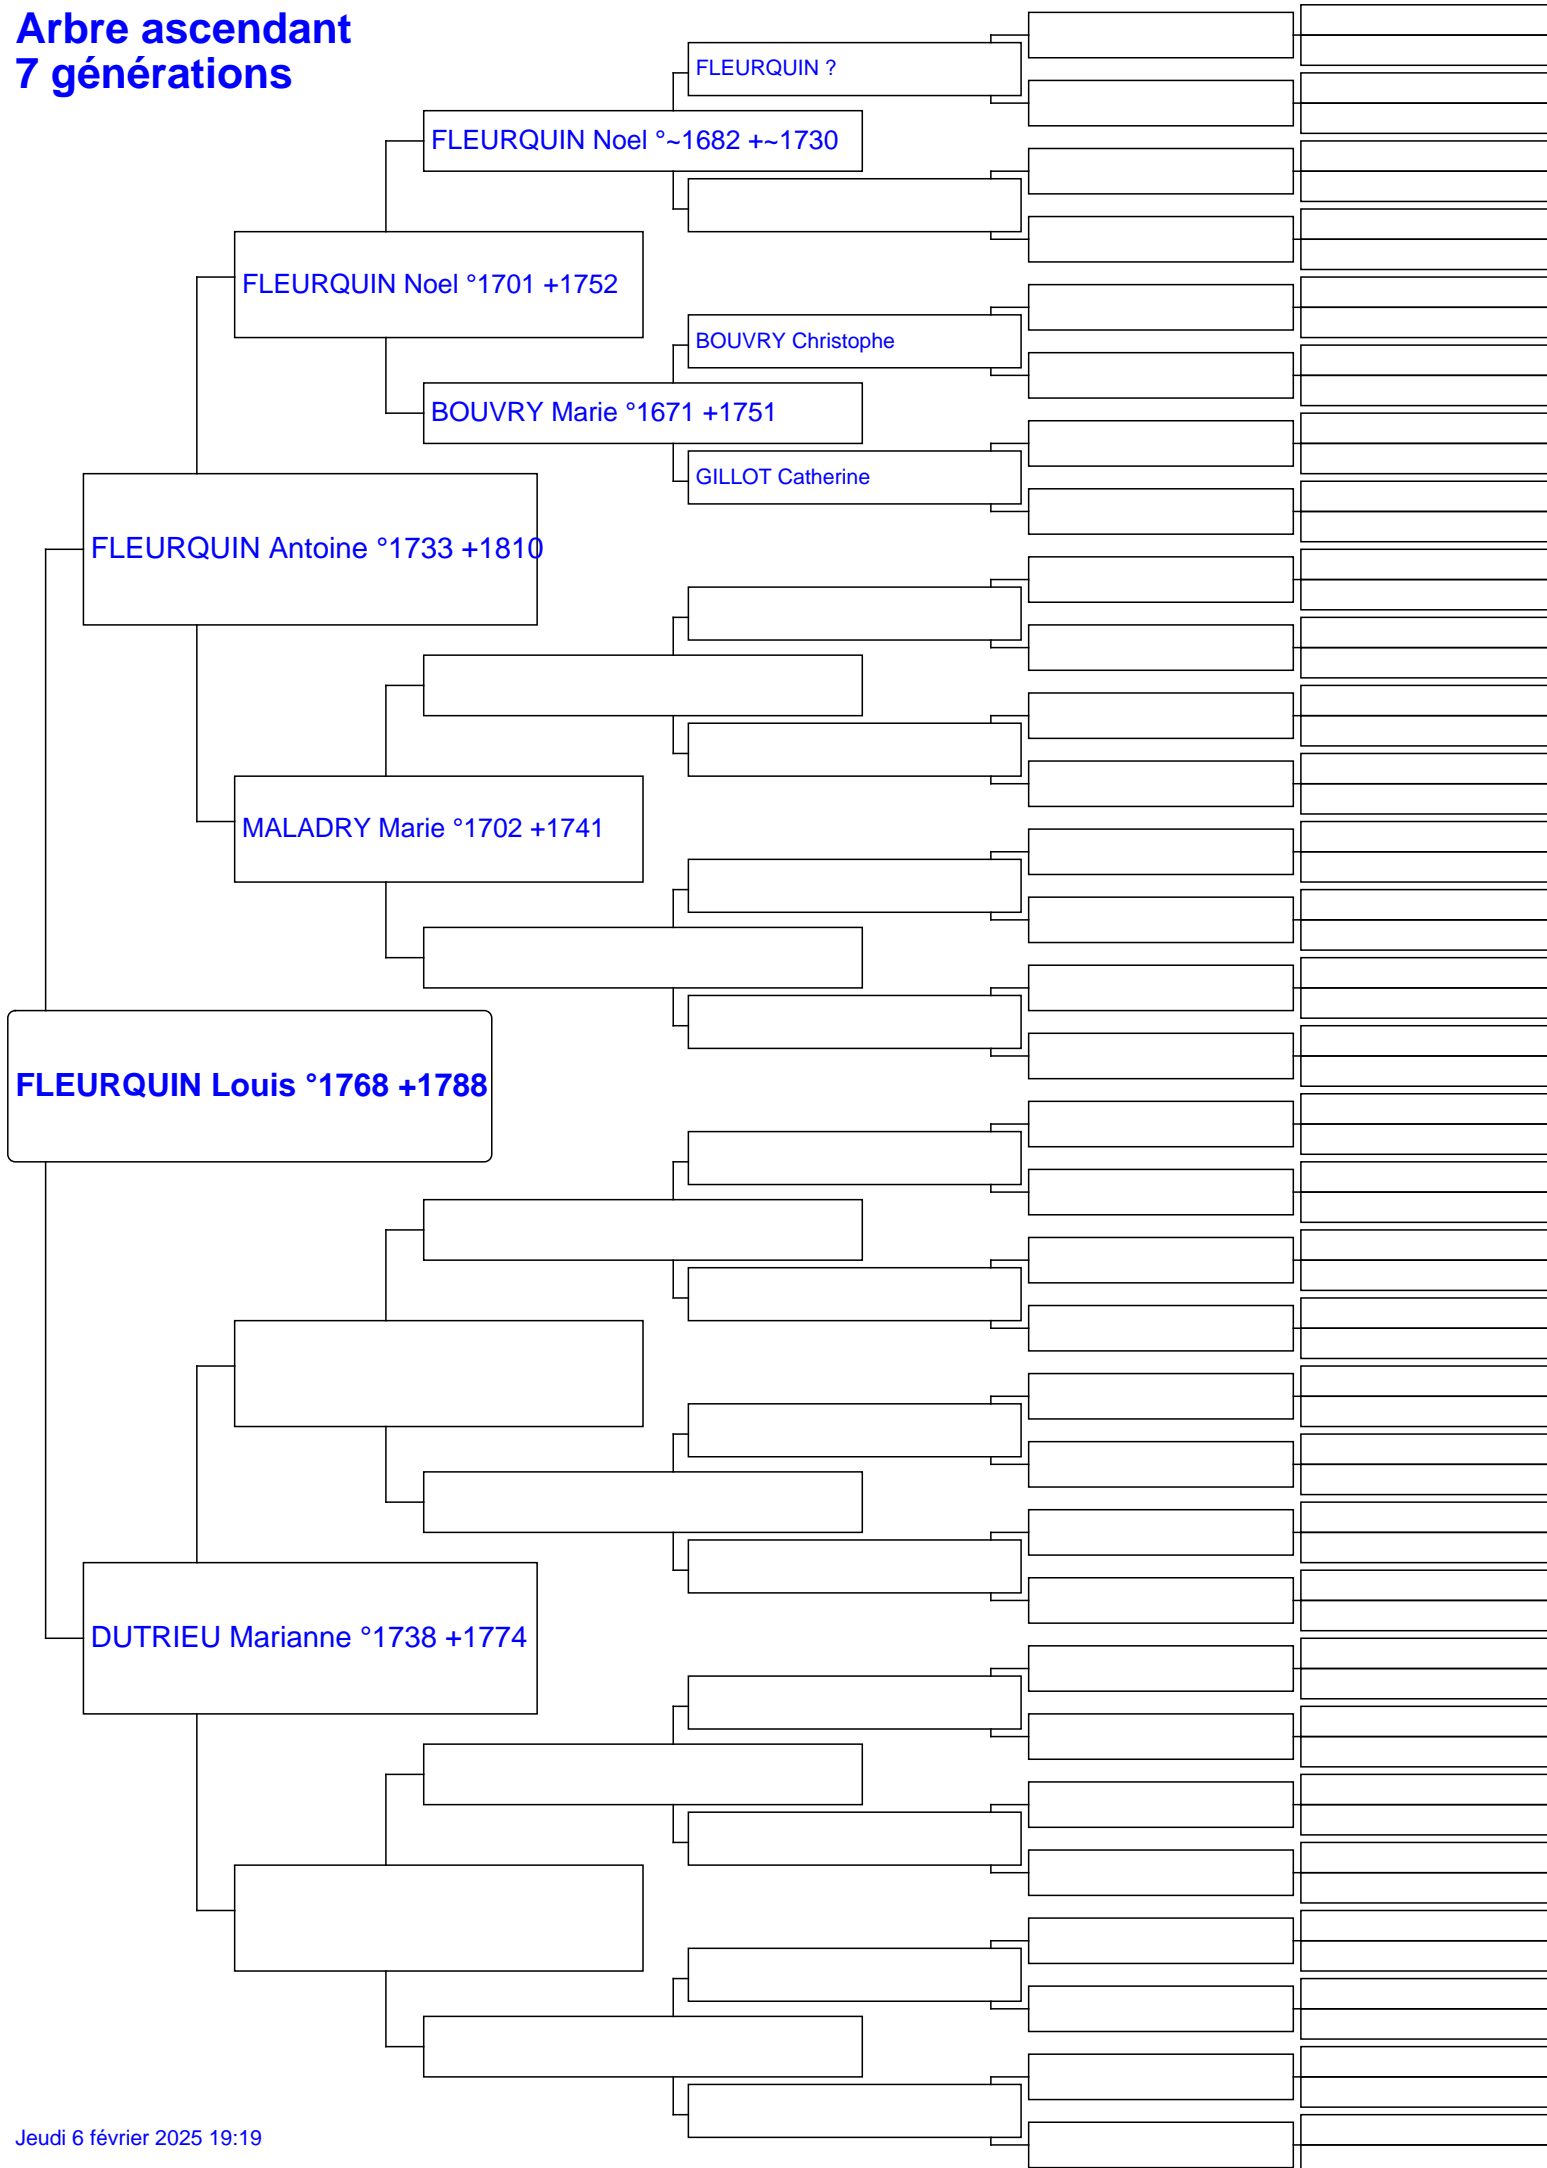 Arbre ascendant
7 générations
FLEURQUIN ?
FLEURQUIN Noel °~1682 +~1730
FLEURQUIN Noel °1701 +1752
BOUVRY Christophe
BOUVRY Marie °1671 +1751
GILLOT Catherine
FLEURQUIN Antoine °1733 +1810
MALADRY Marie °1702 +1741
FLEURQUIN Louis °1768 +1788
DUTRIEU Marianne °1738 +1774
Jeudi 6 février 2025 19:19